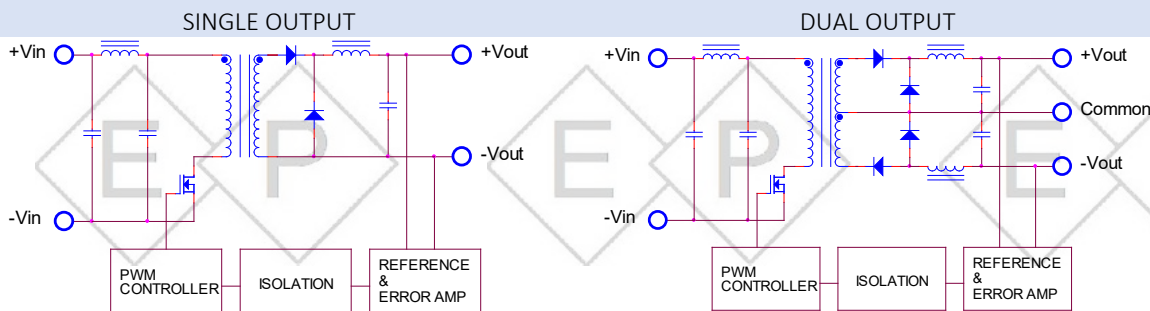 SINGLE OUTPUT
+Vin
+Vout
-Vout
-Vin
PWM
CONTROLLER
ISOLATION
REFERENCE
&
ERROR AMP
E P
DUAL OUTPUT
+Vin
+Vout
Common
-Vout
-Vin
PWM
CONTROLLER
ISOLATION
REFERENCE
&
ERROR AMP
E P E